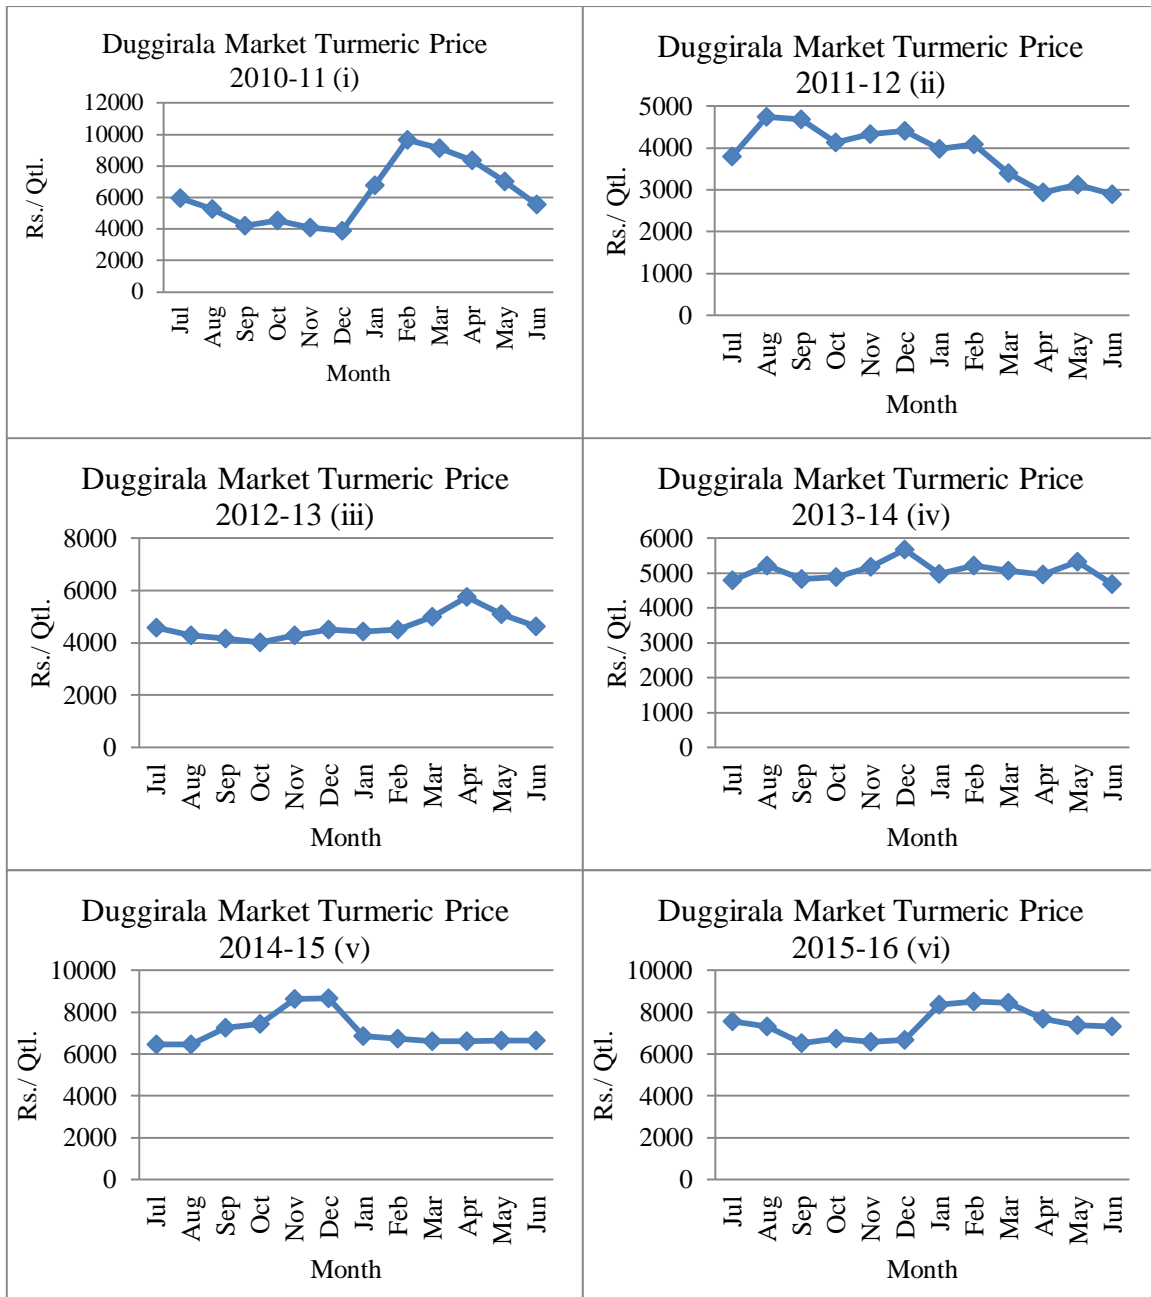 Duggirala Market Turmeric Price
2010-11 (i)
12000
10000
8000
6000
4000
2000
0
Rs./ Qtl.
Jul Aug Sep Oct Nov Dec Jan Feb Mar Apr May Jun
Month
Duggirala Market Turmeric Price
2011-12 (ii)
5000
4000
3000
2000
1000
0
Rs./ Qtl.
Jul Aug Sep Oct Nov Dec Jan Feb Mar Apr May Jun
Month
Duggirala Market Turmeric Price
2012-13 (iii)
8000
6000
4000
2000
0
Rs./ Qtl.
Jul Aug Sep Oct Nov Dec Jan Feb Mar Apr May Jun
Month
Duggirala Market Turmeric Price
2013-14 (iv)
6000
5000
4000
3000
2000
1000
0
Rs./ Qtl.
Jul Aug Sep Oct Nov Dec Jan Feb Mar Apr May Jun
Month
Duggirala Market Turmeric Price
2014-15 (v)
10000
8000
6000
4000
2000
0
Rs./ Qtl.
Jul Aug Sep Oct Nov Dec Jan Feb Mar Apr May Jun
Month
Duggirala Market Turmeric Price
2015-16 (vi)
10000
8000
6000
4000
2000
0
Rs./ Qtl.
Jul Aug Sep Oct Nov Dec Jan Feb Mar Apr May Jun
Month